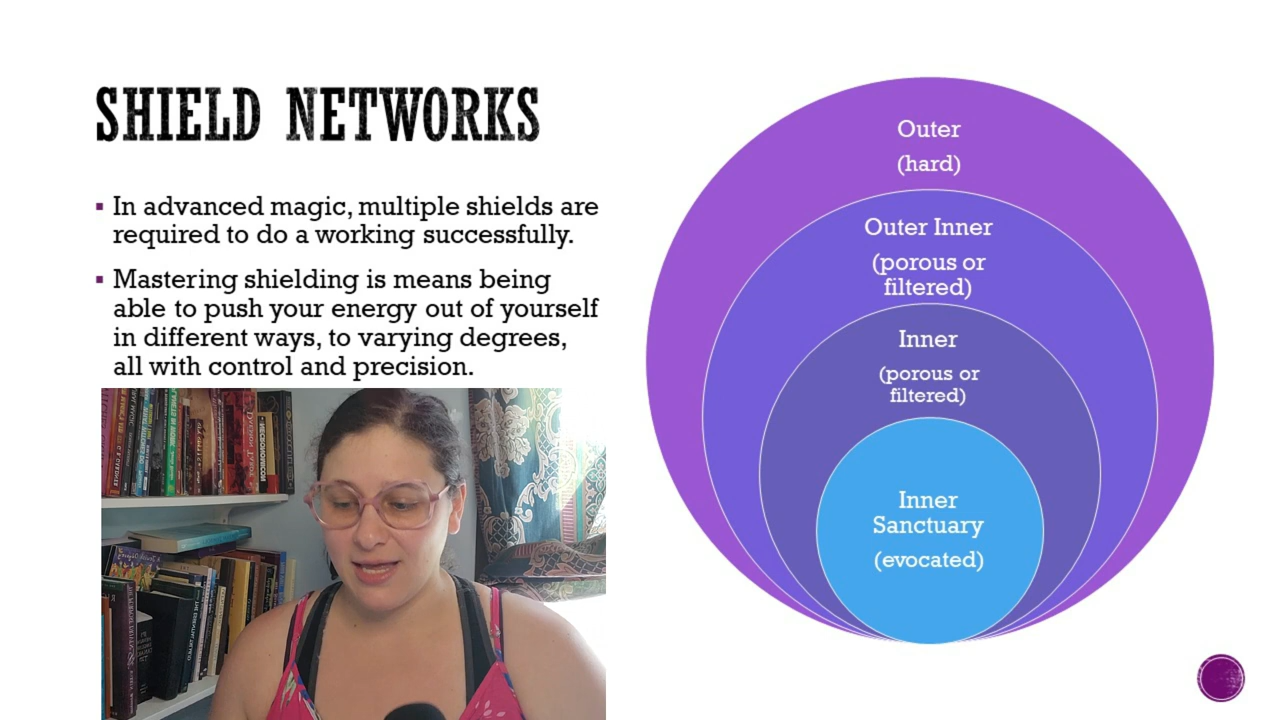 SHIELD NETWORKS
▪ In advanced magic, multiple shields are
required to do a working successfully.
▪ Mastering shielding is means being
able to push your energy out of yourself
in different ways, to varying degrees,
all with control and precision.
Outer
(hard)
Outer Inner
(porous or
filtered)
Inner
(porous or
filtered)
Inner
Sanctuary
(evocated)
NECRONOMICON